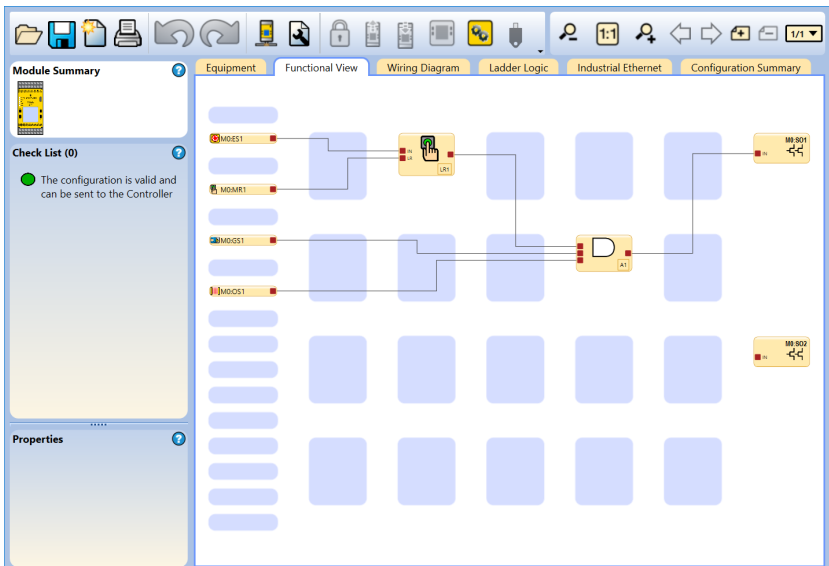 1:1
1/1
Module Summary
Equipment
Functional View
Wiring Diagram
Ladder Logic
Industrial Ethernet
Configuration Summary
Check List (0)
The configuration is valid and
can be sent to the Controller
Properties
M0:ES1
M0:MR1
M0:GS1
M0:OS1
IN
LR
LR1
A1
M0:SO1
IN
M0:SO2
IN